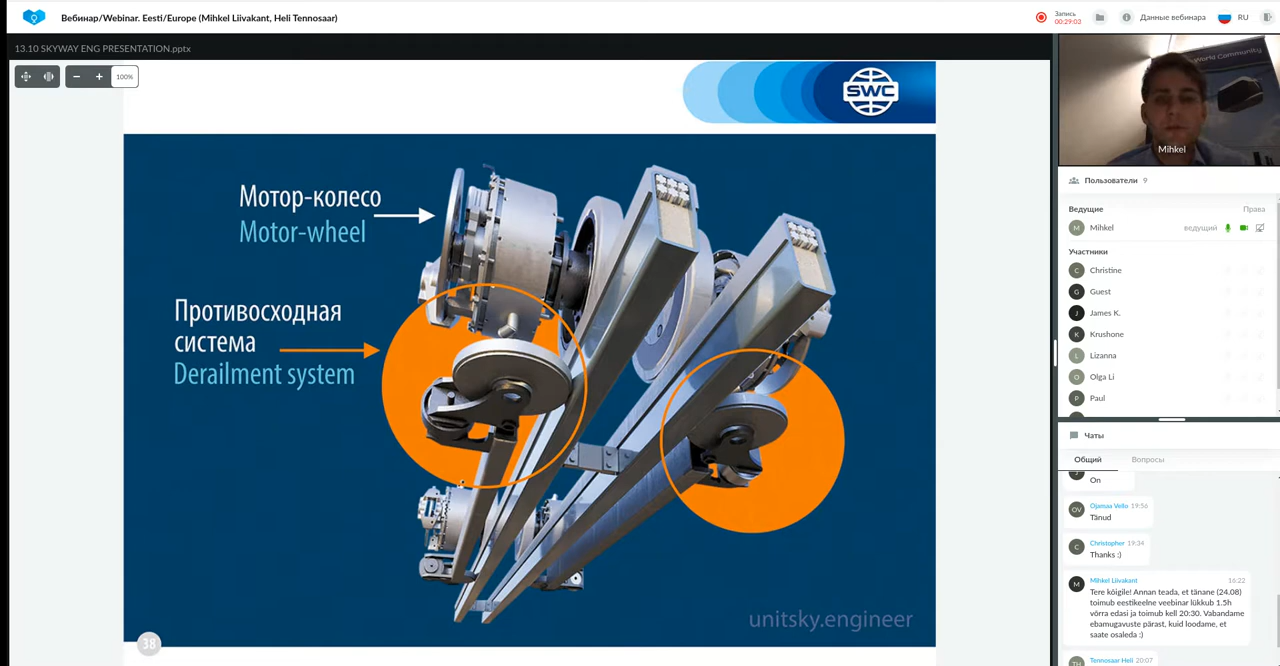 Вебинар/Webinar. Eesti/Europe (Mihkel Liivakant, Heli Tennosaar)
Запись
00:29:03
Данные вебинара
RU
13.10 SKYWAY ENG PRESENTATION.pptx
100%
SWC
World Community
Mihkel
Мотор-колесо
Motor-wheel
Противосходная
система
Derailment system
unitsky.engineer
38
Пользователи 9
Ведущие
Права
M
Mihkel
ведущий
Участники
C
Christine
G
Guest
J
James K.
K
Krushone
L
Lizanna
O
Olga Li
P
Paul
Чаты
Общий
Вопросы
On
OV
Ojamaa Vello 19:56
Tänud
C
Christopher 19:34
Thanks :)
M
Mihkel Liivakant 16:22
Tere kõigile! Annan teada, et tänane (24.08)
toimub eestikeelne veebinar lükkub 1.5h
võrra edasi ja toimub kell 20:30. Vabandame
ebamugavuste pärast, kuid loodame, et
saate osaleda :)
TH
Tennosaar Heli 20:07